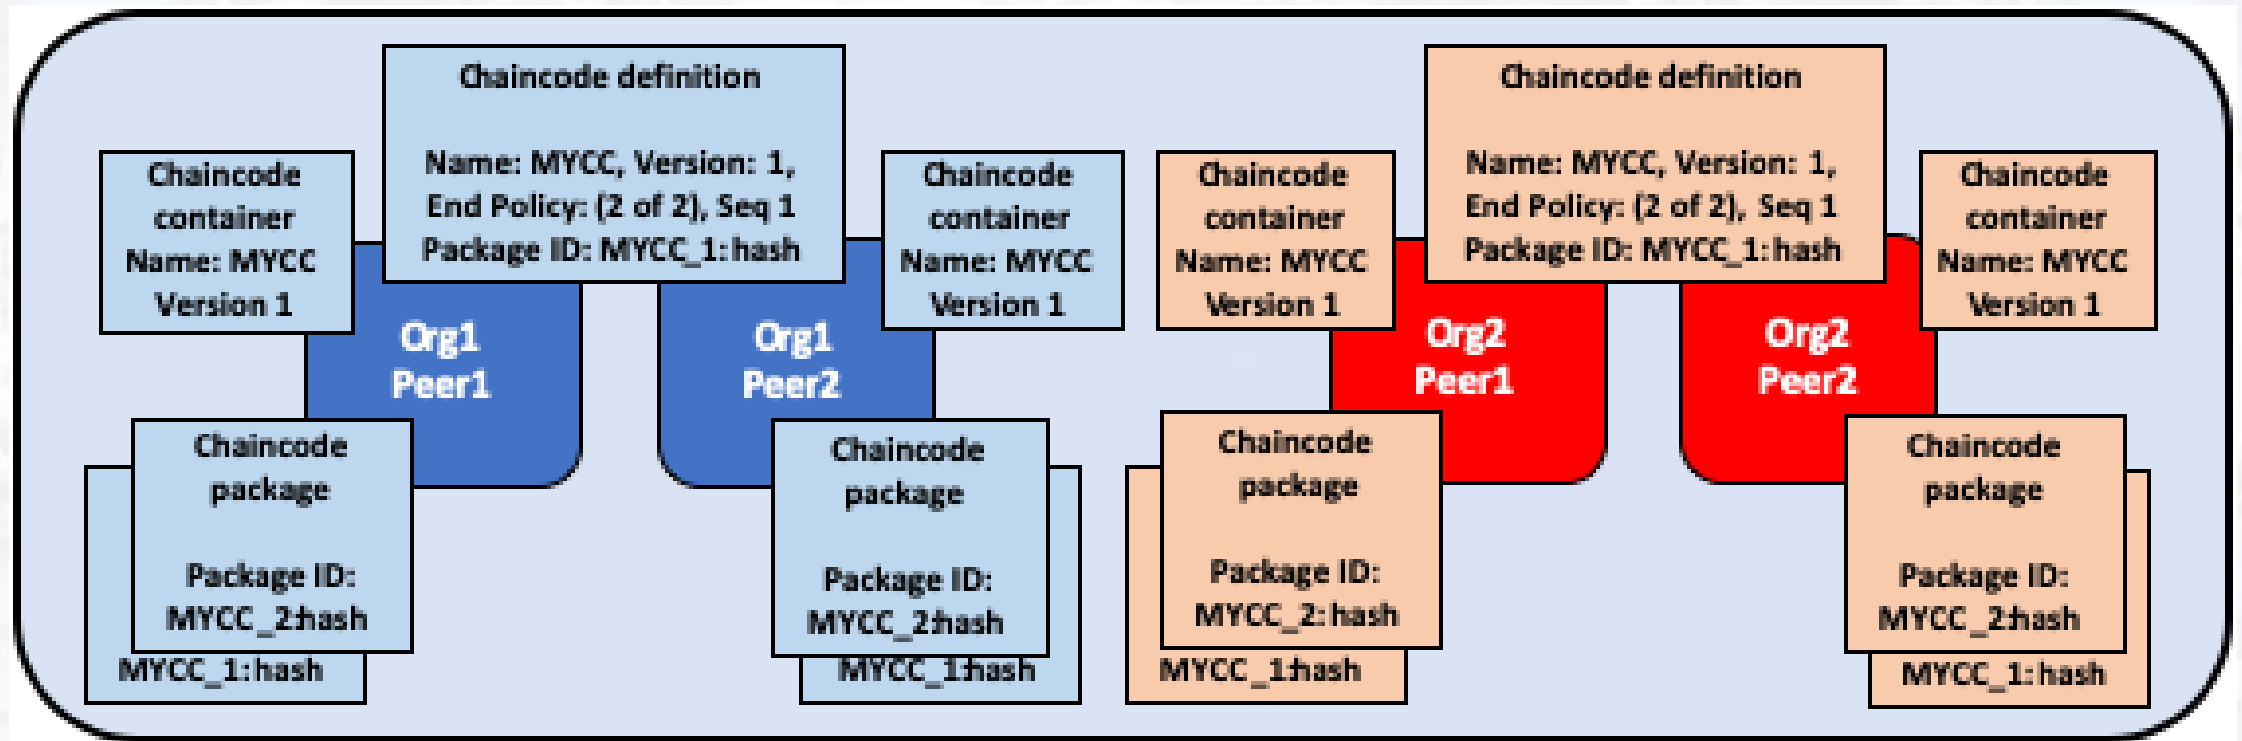 Chaincode definition
Name: MYCC, Version: 1,
End Policy: (2 of 2), Seq 1
Package ID: MYCC_1:hash
Chaincode
container
Name: MYCC
Version 1
Chaincode
container
Name: MYCC
Version 1
Org1
Peer1
Org1
Peer2
Chaincode
package
Package ID:
MYCC_2:hash
MYCC_1:hash
Chaincode
package
Package ID:
MYCC_2:hash
MYCC_1:hash
Chaincode definition
Name: MYCC, Version: 1,
End Policy: (2 of 2), Seq 1
Package ID: MYCC_1:hash
Chaincode
container
Name: MYCC
Version 1
Chaincode
container
Name: MYCC
Version 1
Org2
Peer1
Org2
Peer2
Chaincode
package
Package ID:
MYCC_2:hash
MYCC_1:hash
Chaincode
package
Package ID:
MYCC_2:hash
MYCC_1:hash